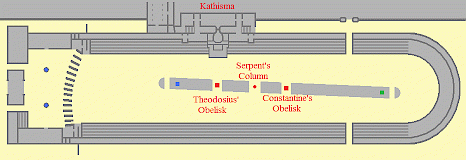 Kathisma
Serpent's
Column
Theodosius'
Obelisk
Constantine's
Obelisk